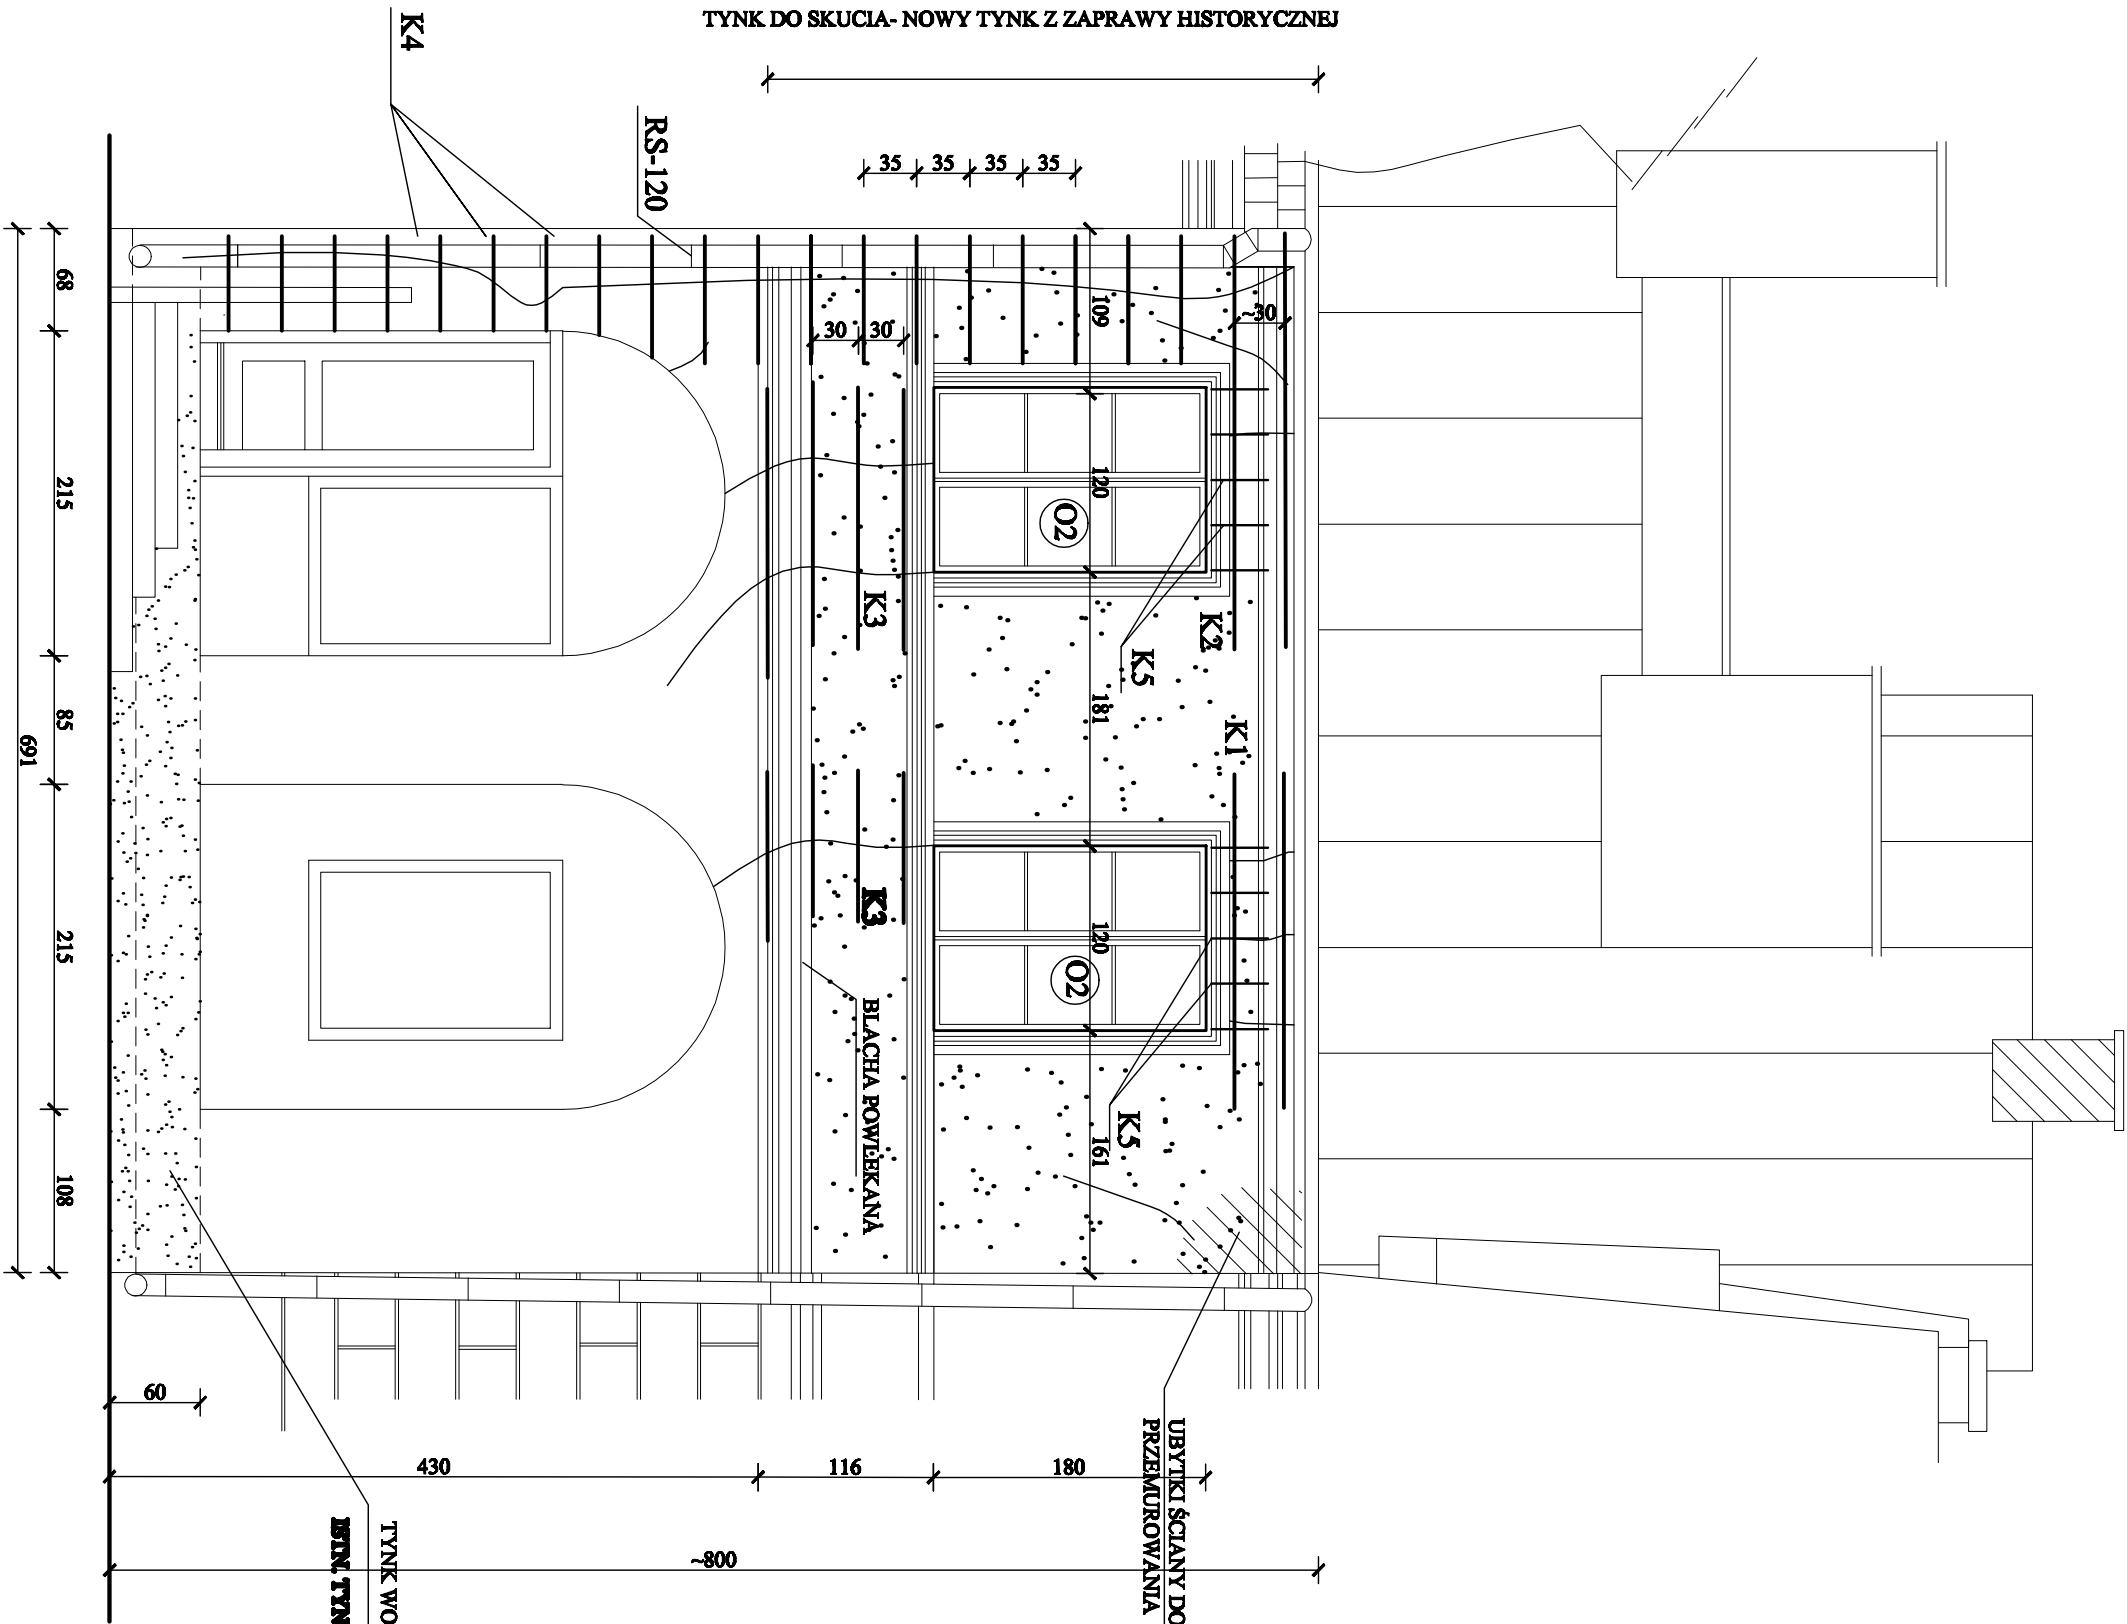 TYNK DO SKUCIA- NOWY TYNK Z ZAPRAWY HISTORYCZNEJ
K4
RS-120
35
35
35
35
109
~30
30
30
O2
120
K5
K2
K3
181
K1
K3
120
O2
K5
161
BLACHA POWLEKANA
UBYTKI ŚCIANY DO
PRZEMUROWANIA
68
215
85
215
108
691
60
430
116
180
~800
TYNK WO
ISTN. TYN